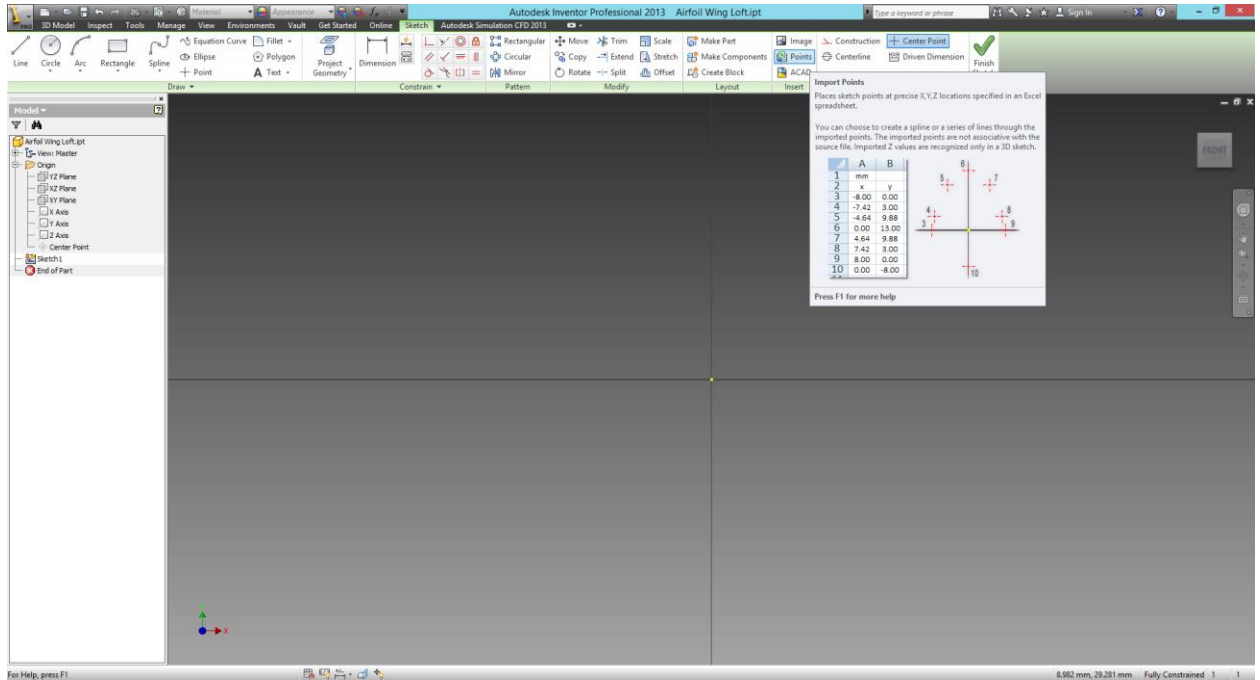 Material Appearance Autodesk Inventor Professional 2013 Airfoil Wing Loft.ipt Type a keyword or phrase Sign In
PRO 3D Model Inspect Tools Manage View Environments Vault Get Started Online Sketch Autodesk Simulation CFD 2013
Equation Curve Fillet Rectangular Move Trim Scale Make Part Image Construction Center Point
Line Circle Arc Rectangle Spline Ellipse Polygon Project Geometry Dimension Circular Copy Extend Stretch Make Components Points Centerline Driven Dimension Finish
Point Text Mirror Rotate Split Offset Create Block ACAD
Draw Constrain Pattern Modify Layout Insert
Model
Airfoil Wing Loft.ipt
View: Master
Origin
YZ Plane
XZ Plane
XY Plane
X Axis
Y Axis
Z Axis
Center Point
Sketch1
End of Part
Import Points
Places sketch points at precise X,Y,Z locations specified in an Excel
spreadsheet.
You can choose to create a spline or a series of lines through the
imported points. The imported points are not associative with the
source file. Imported Z values are recognized only in a 3D sketch.
A B
1 mm
2 x y
3 -8.00 0.00
4 -7.42 3.00
5 -4.64 9.88
6 0.00 13.00
7 4.64 9.88
8 7.42 3.00
9 8.00 0.00
10 0.00 -8.00
6
5 7
4 8
3 9
10
Press F1 for more help
FRONT
X
For Help, press F1 8.982 mm, 29.281 mm Fully Constrained 1 1